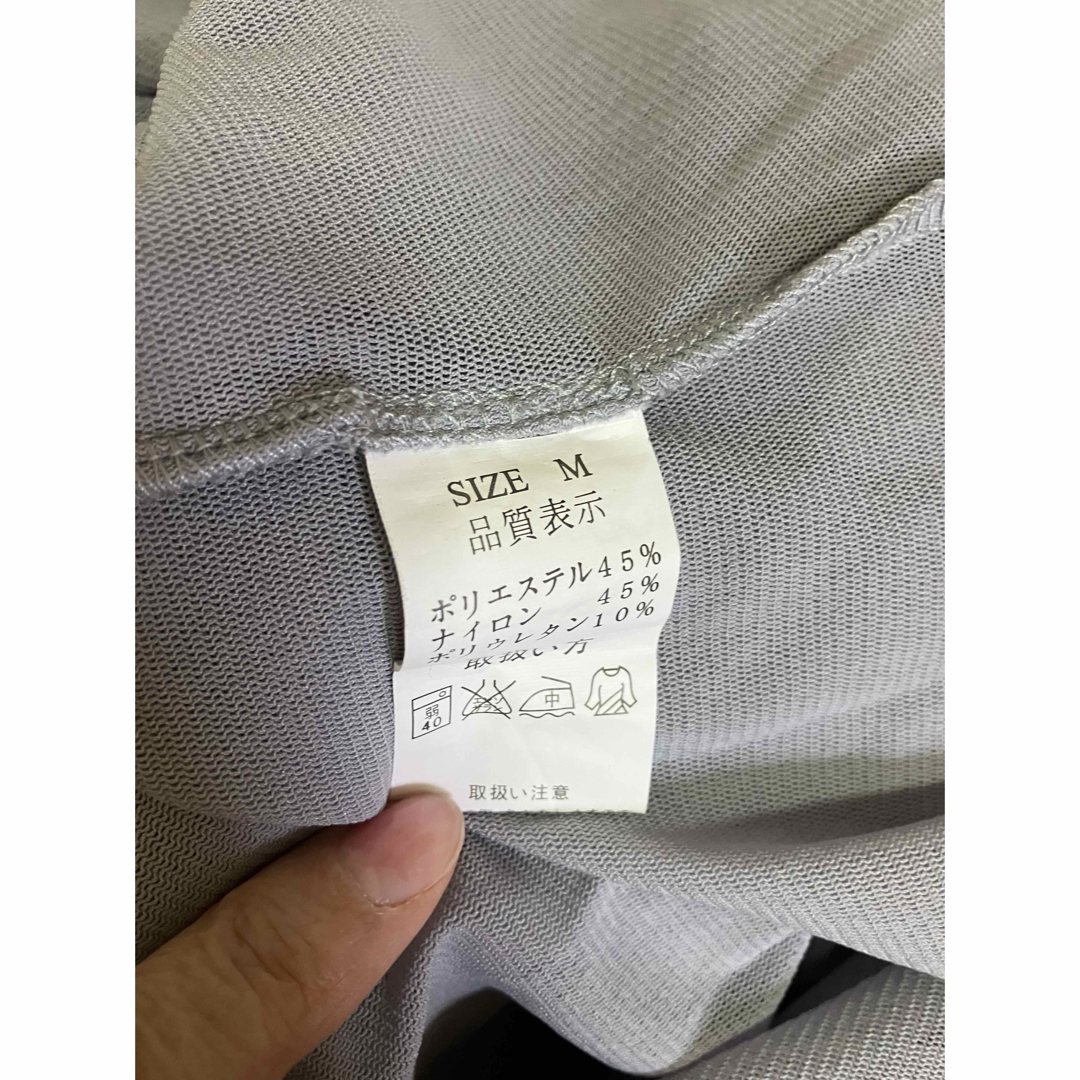 SIZE M
品質表示
ポリエステル45%
ナイロン 45%
ポリウレタン10%
取扱い方
弱
40
中
取扱い注意